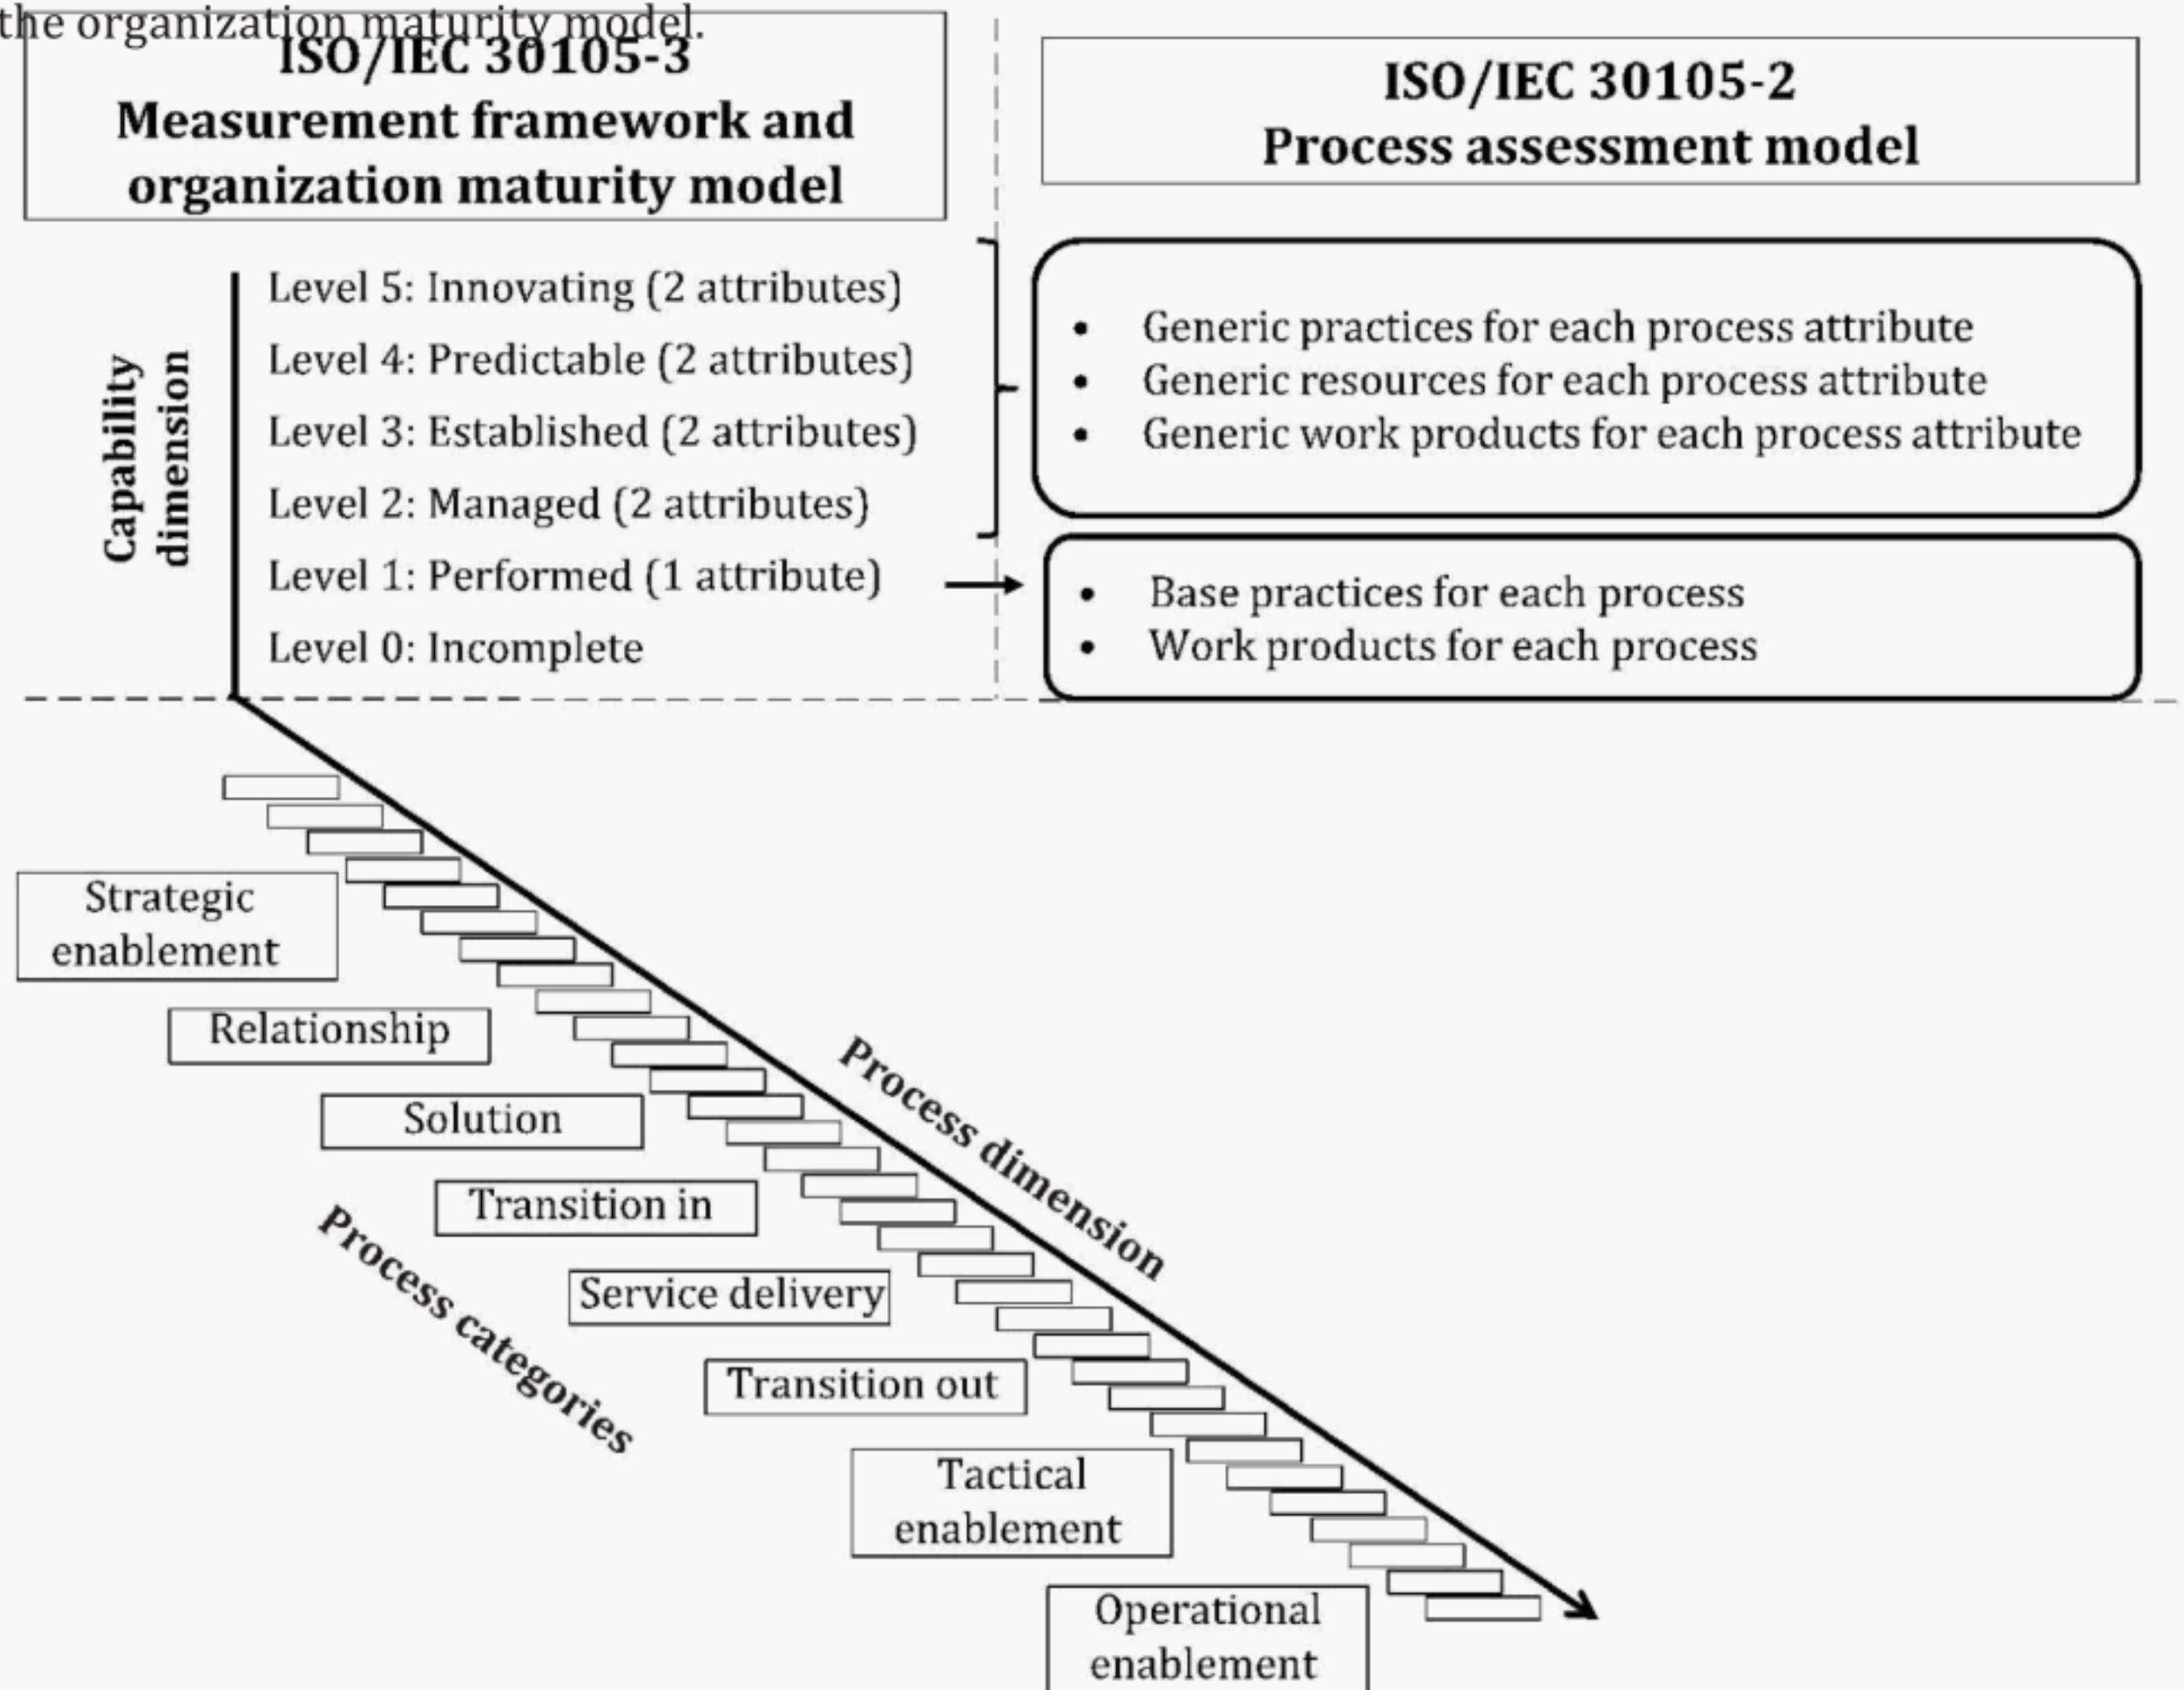 the organization maturity model.
ISO/IEC 30105-3
Measurement framework and
organization maturity model
ISO/IEC 30105-2
Process assessment model
Capability
dimension
Level 5: Innovating (2 attributes)
Level 4: Predictable (2 attributes)
Level 3: Established (2 attributes)
Level 2: Managed (2 attributes)
Level 1: Performed (1 attribute)
Level 0: Incomplete
• Generic practices for each process attribute
• Generic resources for each process attribute
• Generic work products for each process attribute
• Base practices for each process
• Work products for each process
Strategic
enablement
Relationship
Solution
Transition in
Service delivery
Transition out
Tactical
enablement
Operational
enablement
Process dimension
Process categories